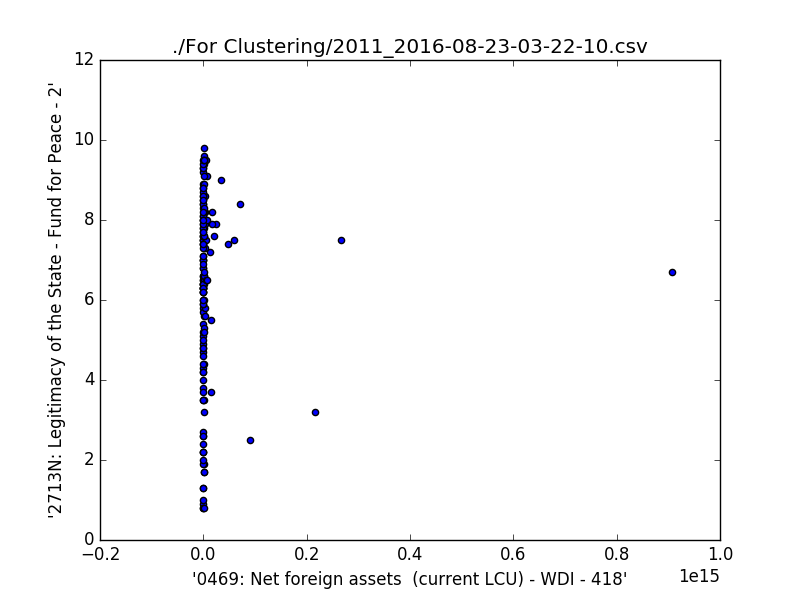 ./For Clustering/2011_2016-08-23-03-22-10.csv
12
10
8
6
4
2
0
'2713N: Legitimacy of the State - Fund for Peace - 2'
−0.2 0.0 0.2 0.4 0.6 0.8 1.0
1e15
'0469: Net foreign assets  (current LCU) - WDI - 418'